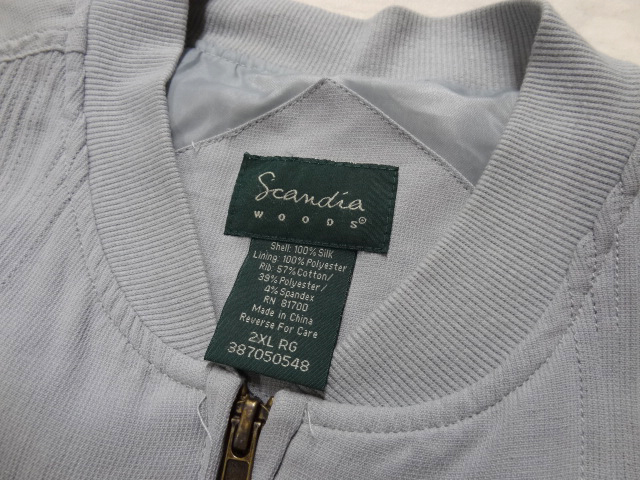 Scandia
WOODS®
Shell: 100% Silk
Lining: 100% Polyester
Rib: 57% Cotton/
39% Polyester/
4% Spandex
RN 81700
Made in China
Reverse For Care
2XL RG
387050548